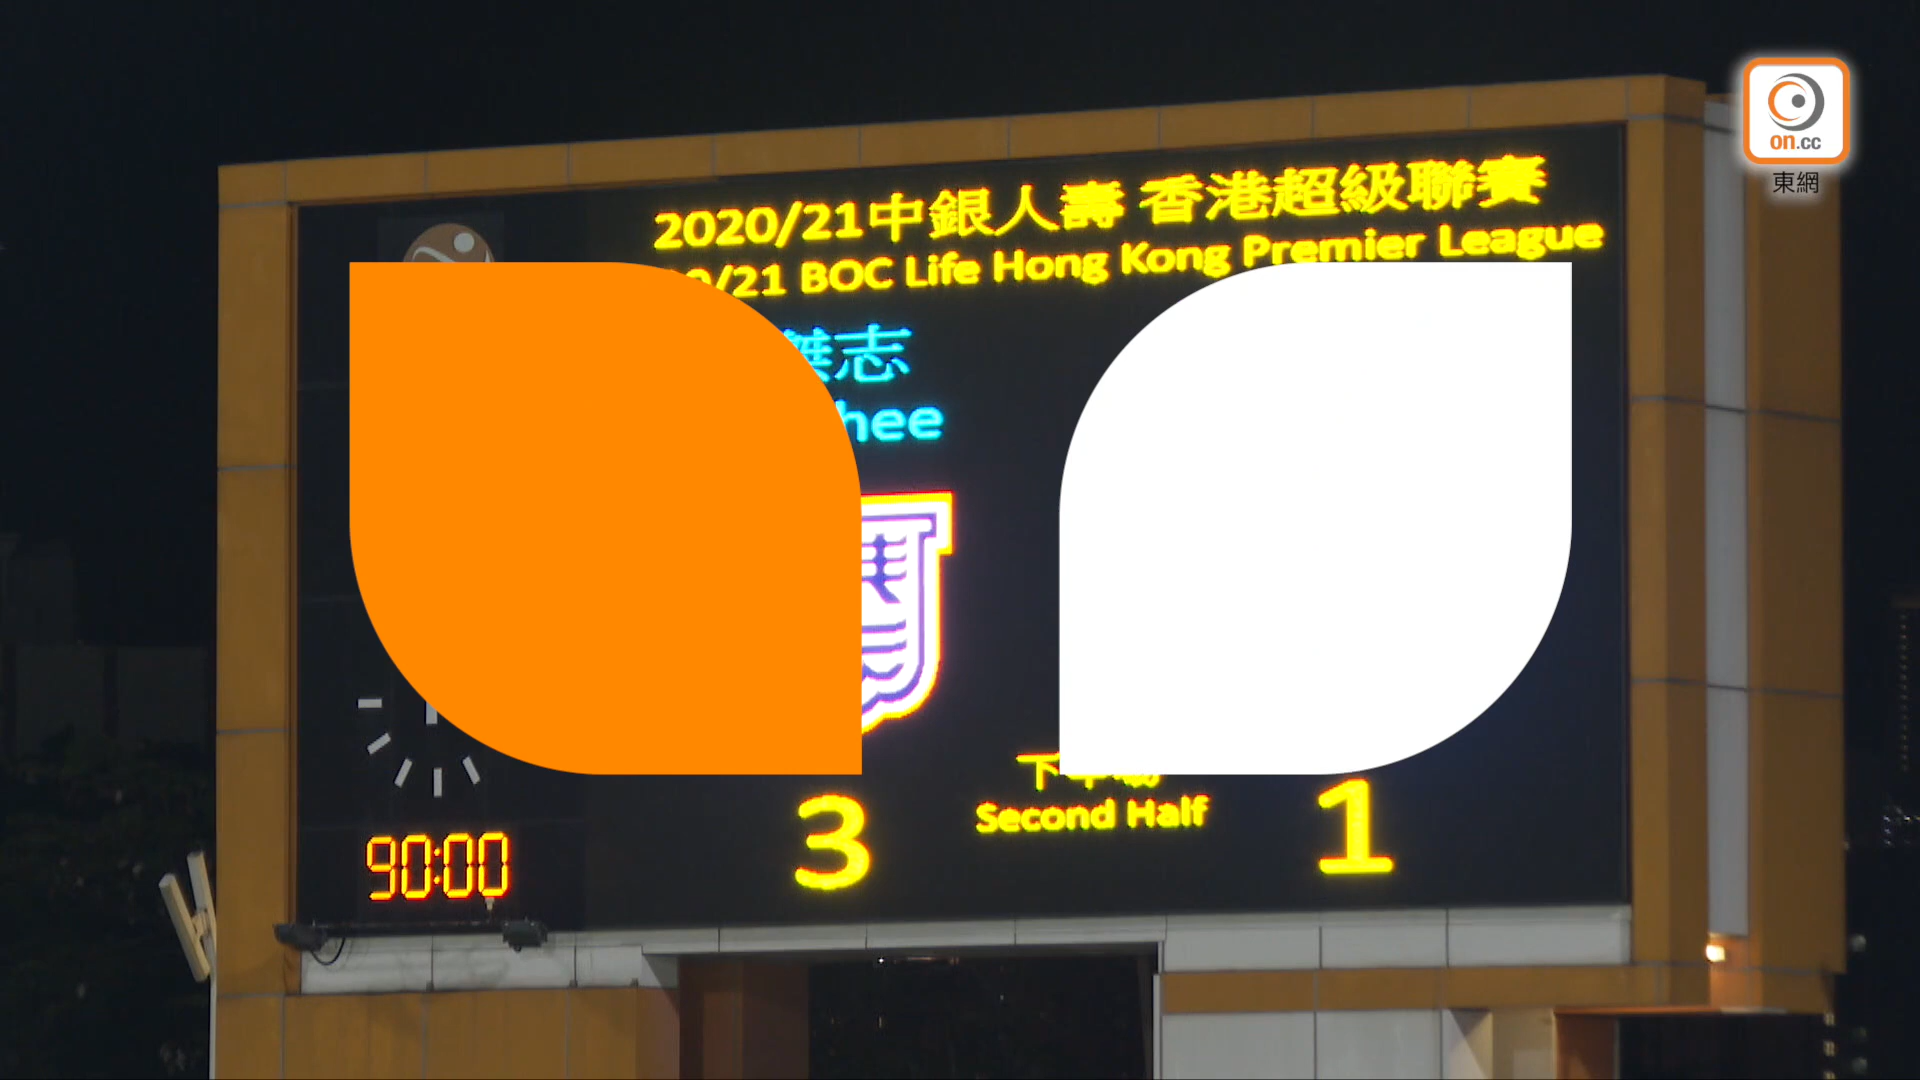 on.cc
東網
2020/21中銀人壽 香港超級聯賽
/21 BOC Life Hong Kong Premier League
志
hee
Second Half
3
1
90:00